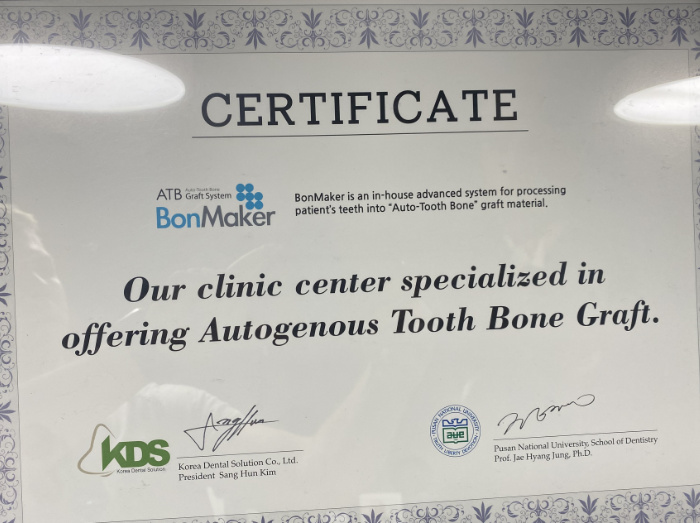 CERTIFICATE
ATB Auto-Tooth Bone Graft System
BonMaker
BonMaker is an in-house advanced system for processing
patient's teeth into "Auto-Tooth Bone" graft material.
Our clinic center specialized in
offering Autogenous Tooth Bone Graft.
KDS
Korea Dental Solution
Korea Dental Solution Co., Ltd.
President Sang Hun Kim
PUSAN NATIONAL UNIVERSITY
Pusan National University, School of Dentistry
Prof. Jae Hyang Jung, Ph.D.